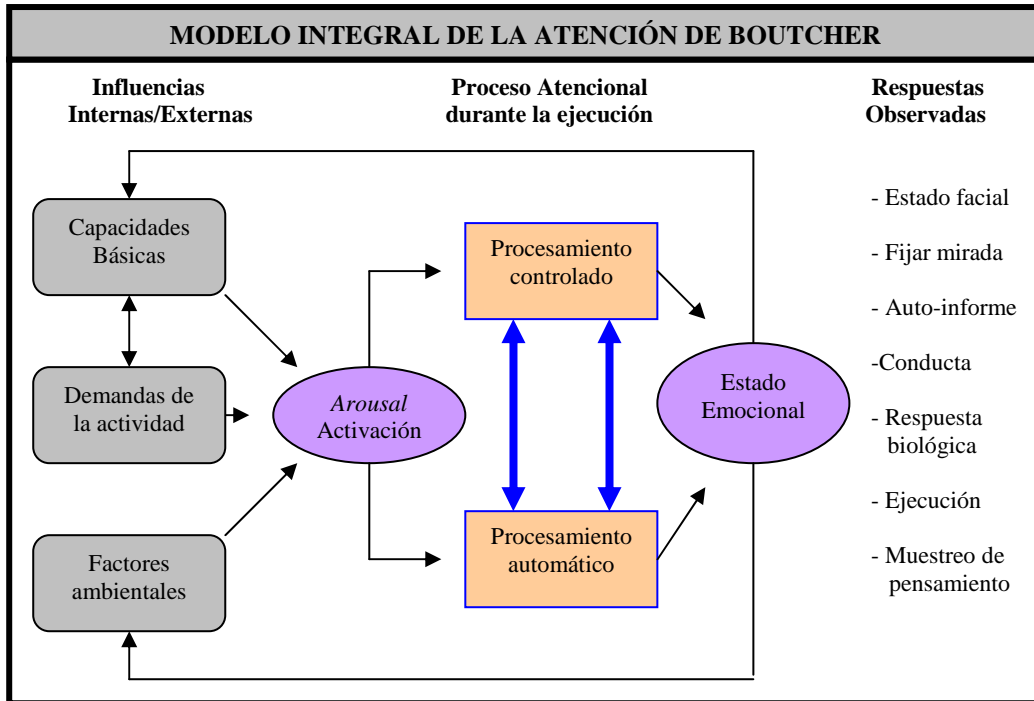 MODELO INTEGRAL DE LA ATENCIÓN DE BOUTCHER
Influencias
Internas/Externas
Proceso Atencional
durante la ejecución
Respuestas
Observadas
Capacidades
Básicas
Demandas de
la actividad
Factores
ambientales
Arousal
Activación
Procesamiento
controlado
Procesamiento
automático
Estado
Emocional
- Estado facial
- Fijar mirada
- Auto-informe
-Conducta
- Respuesta
biológica
- Ejecución
- Muestreo de
pensamiento